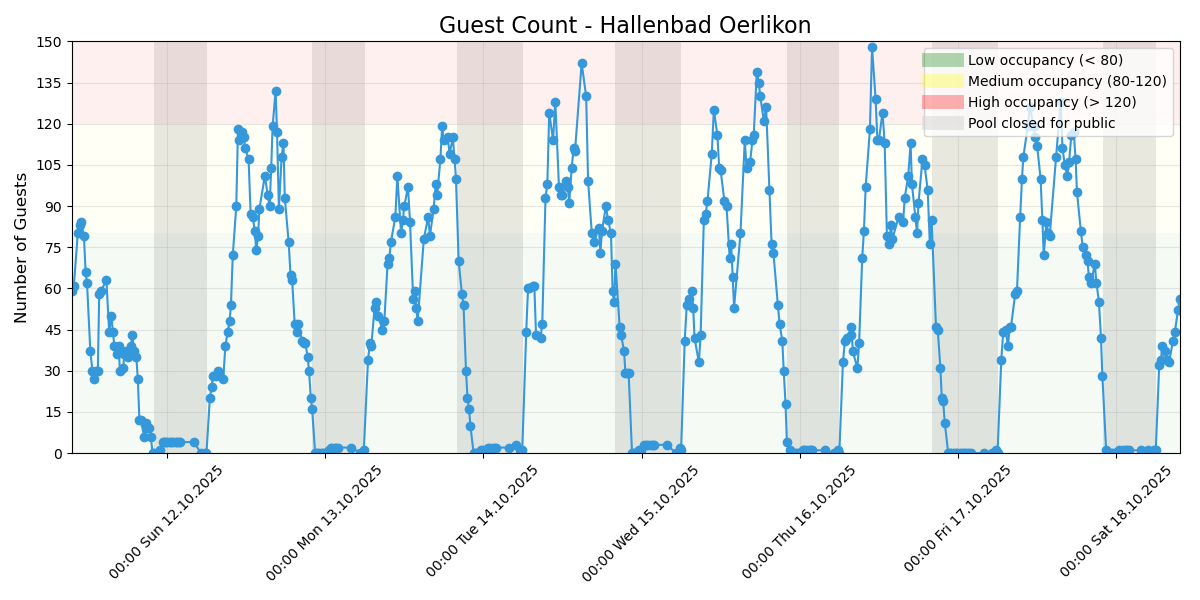 Guest Count - Hallenbad Oerlikon
Number of Guests
150
135
120
105
90
75
60
45
30
15
0
Low occupancy (< 80)
Medium occupancy (80-120)
High occupancy (> 120)
Pool closed for public
00:00 Sun 12.10.2025
00:00 Mon 13.10.2025
00:00 Tue 14.10.2025
00:00 Wed 15.10.2025
00:00 Thu 16.10.2025
00:00 Fri 17.10.2025
00:00 Sat 18.10.2025